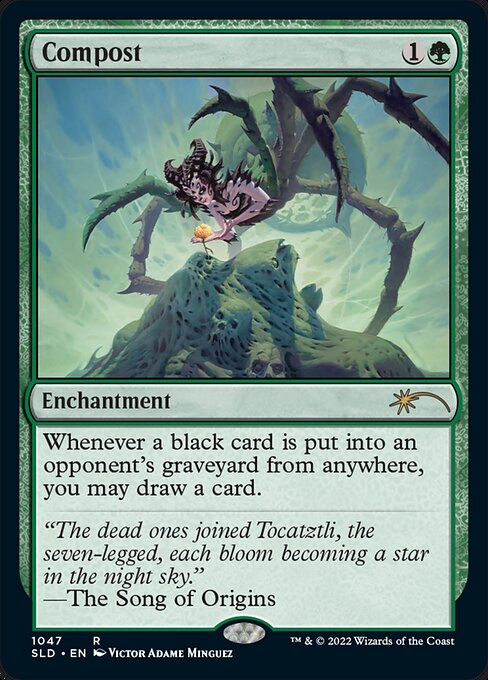 Compost 1
Enchantment
Whenever a black card is put into an
opponent's graveyard from anywhere,
you may draw a card.
“The dead ones joined Tocatztli, the
seven-legged, each bloom becoming a star
in the night sky.”
—The Song of Origins
1047 R
SLD • EN Victor Adame Minguez
™ & © 2022 Wizards of the Coast